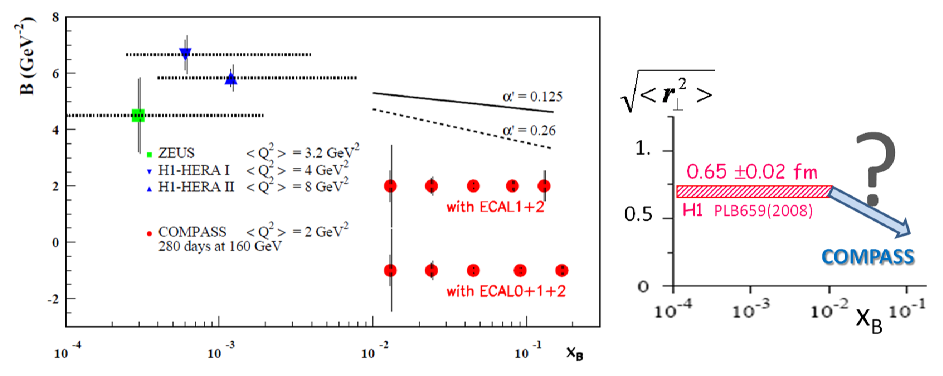 B (GeV⁻²)
8
6
4
2
0
-2
α' = 0.125
α' = 0.26
ZEUS < Q² > = 3.2 GeV²
H1-HERA I < Q² > = 4 GeV²
H1-HERA II < Q² > = 8 GeV²
COMPASS < Q² > = 2 GeV²
280 days at 160 GeV
with ECAL1+2
with ECAL0+1+2
10⁻⁴ 10⁻³ 10⁻² 10⁻¹ x_B
√< r⊥² >
1.
0.5
0
0.65 ±0.02 fm
H1 PLB659(2008)
?
COMPASS
10⁻⁴ 10⁻³ 10⁻² x_B 10⁻¹